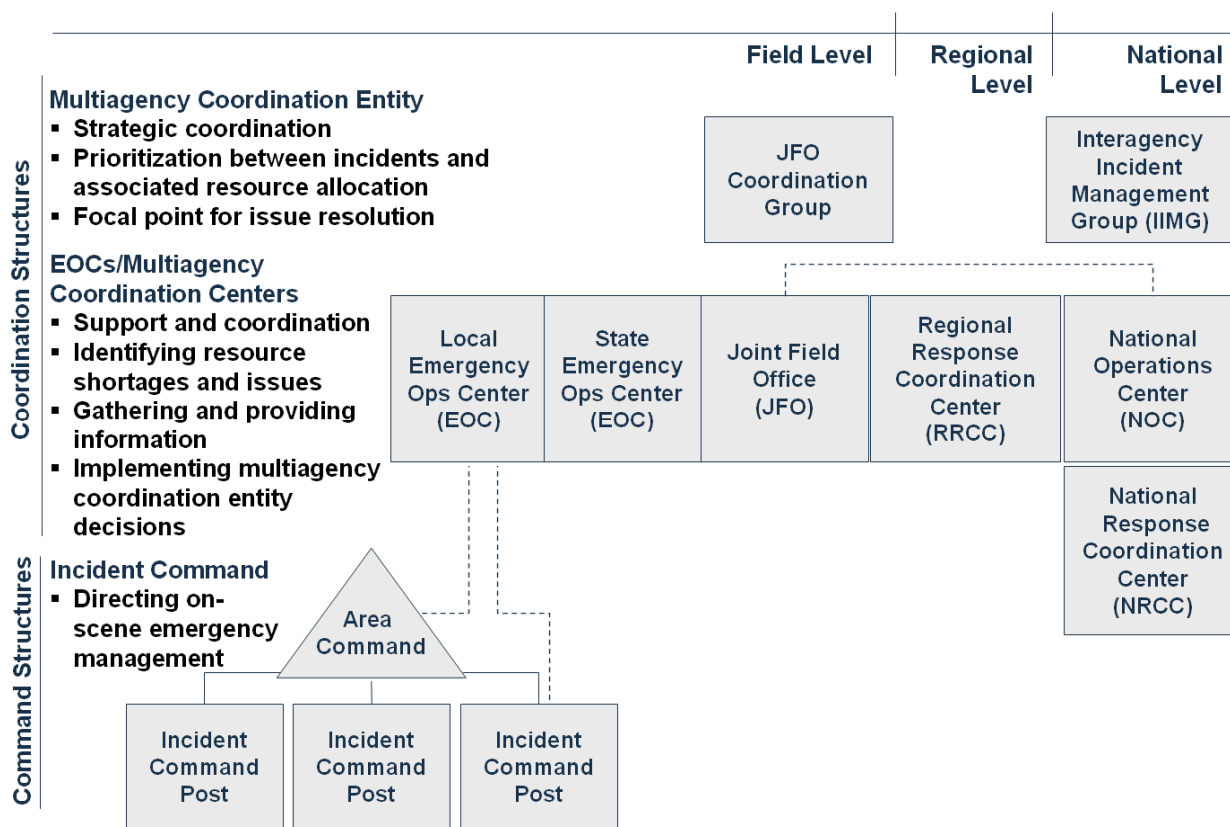 Field Level
Regional
Level
National
Level
Coordination Structures
Multiagency Coordination Entity
▪ Strategic coordination
▪ Prioritization between incidents and
associated resource allocation
▪ Focal point for issue resolution
JFO
Coordination
Group
Interagency
Incident
Management
Group (IIMG)
EOCs/Multiagency
Coordination Centers
▪ Support and coordination
▪ Identifying resource
shortages and issues
▪ Gathering and providing
information
▪ Implementing multiagency
coordination entity
decisions
Local
Emergency
Ops Center
(EOC)
State
Emergency
Ops Center
(EOC)
Joint Field
Office
(JFO)
Regional
Response
Coordination
Center
(RRCC)
National
Operations
Center
(NOC)
National
Response
Coordination
Center
(NRCC)
Command Structures
Incident Command
▪ Directing on-
scene emergency
management
Area
Command
Incident
Command
Post
Incident
Command
Post
Incident
Command
Post